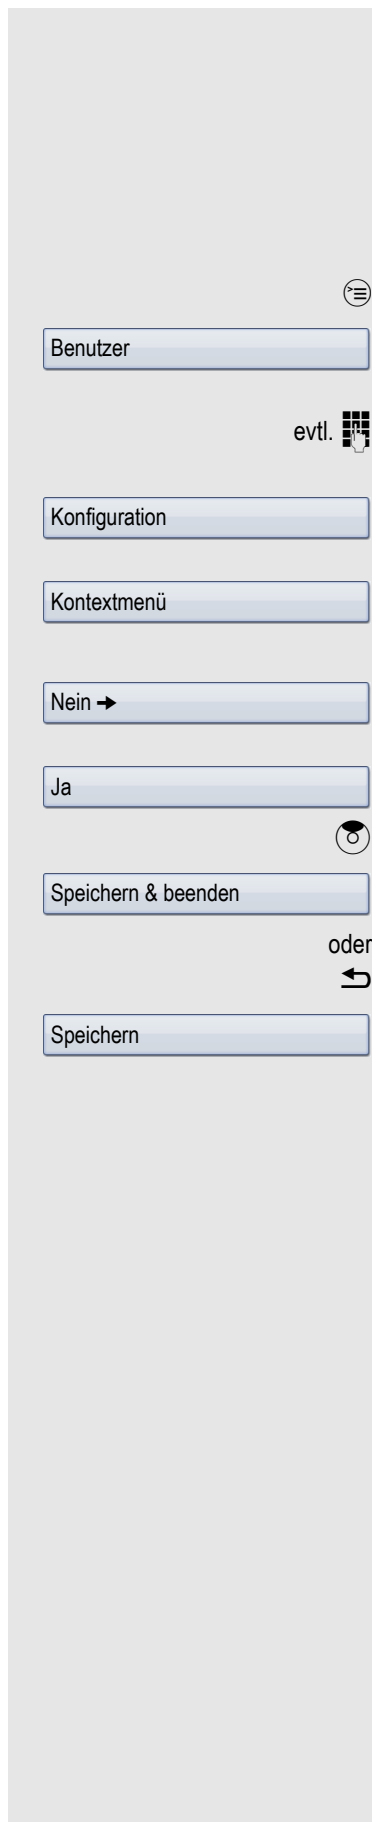 Benutzer
evtl.
Konfiguration
Kontextmenü
Nein →
Ja
Speichern & beenden
oder
Speichern